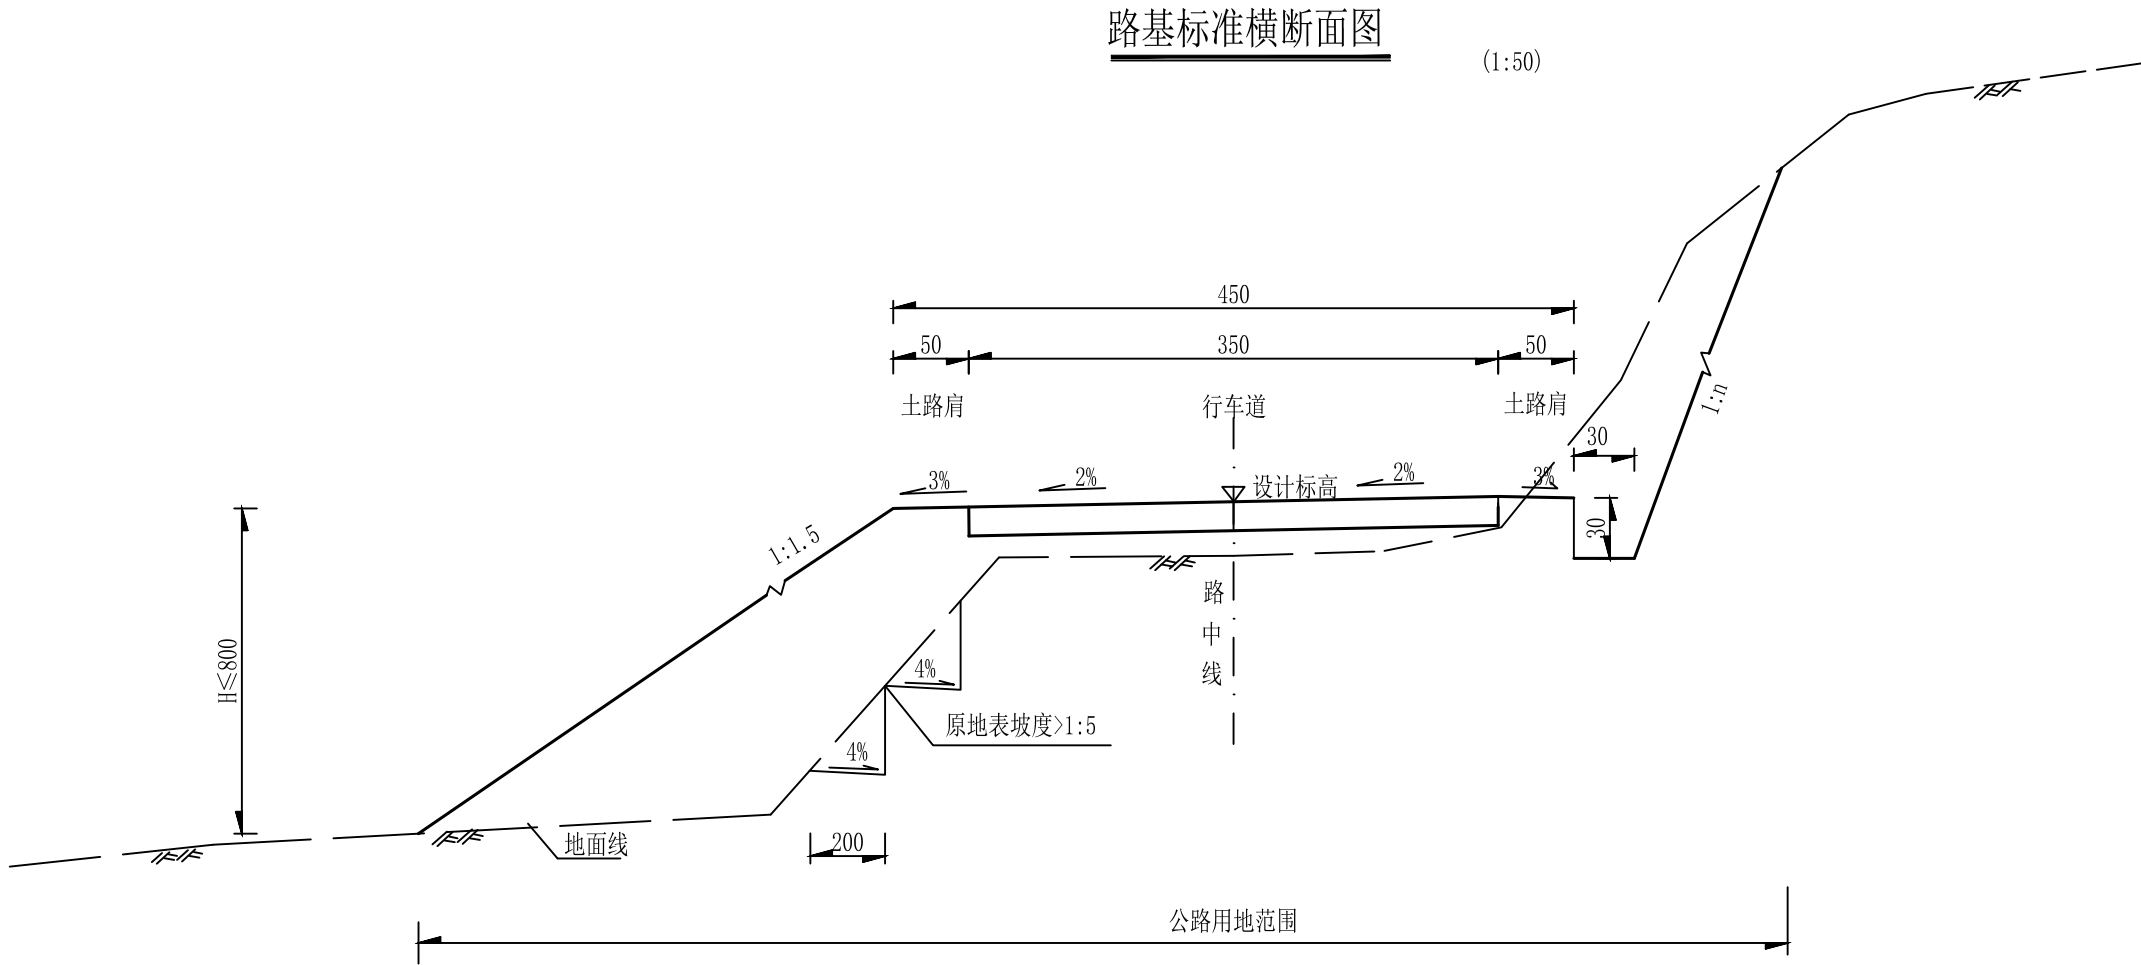 路基标准横断面图
(1:50)
450
50
350
50
土路肩
行车道
土路肩
1:n
30
3%
2%
设计标高
2%
3%
30
1:1.5
H≤800
路中线
4%
原地表坡度>1:5
4%
地面线
200
公路用地范围